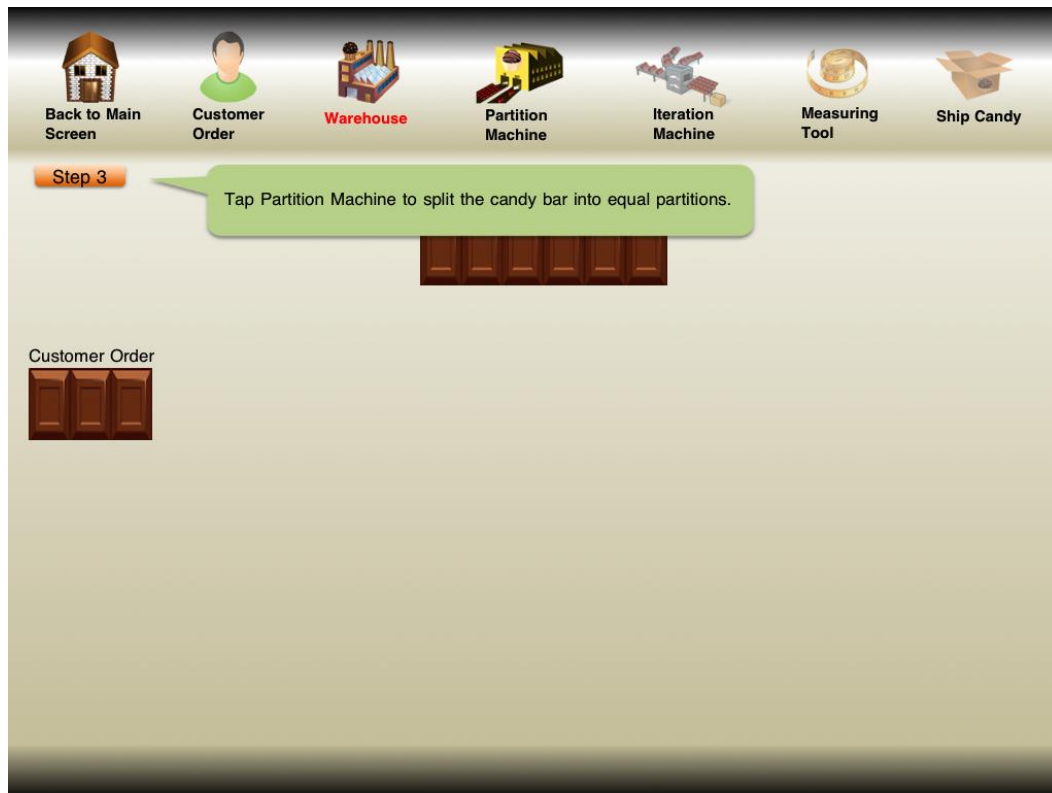 Back to Main
Screen
Customer
Order
Warehouse
Partition
Machine
Iteration
Machine
Measuring
Tool
Ship Candy
Step 3
Tap Partition Machine to split the candy bar into equal partitions.
Customer Order